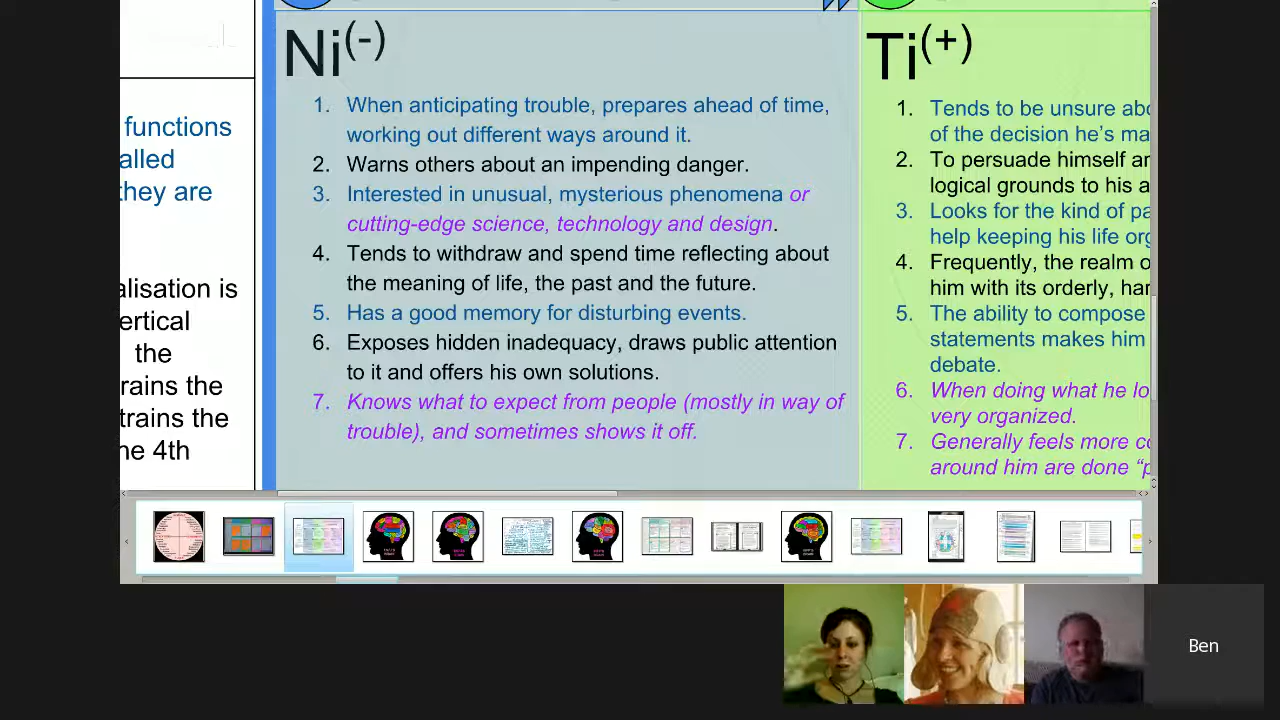 functions
alled
they are
alisation is
ertical
the
rains the
trains the
ne 4th
Ni(-)
1. When anticipating trouble, prepares ahead of time,
working out different ways around it.
2. Warns others about an impending danger.
3. Interested in unusual, mysterious phenomena or
cutting-edge science, technology and design.
4. Tends to withdraw and spend time reflecting about
the meaning of life, the past and the future.
5. Has a good memory for disturbing events.
6. Exposes hidden inadequacy, draws public attention
to it and offers his own solutions.
7. Knows what to expect from people (mostly in way of
trouble), and sometimes shows it off.
Ti(+)
1. Tends to be unsure abo
of the decision he's ma
2. To persuade himself an
logical grounds to his a
3. Looks for the kind of pa
help keeping his life org
4. Frequently, the realm o
him with its orderly, har
5. The ability to compose
statements makes him
debate.
6. When doing what he lo
very organized.
7. Generally feels more co
around him are done "p
Ben